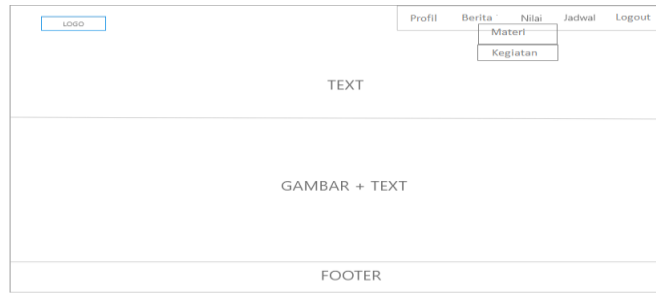 LOGO
Profil Berita Nilai Jadwal Logout
Materi
Kegiatan
TEXT
GAMBAR + TEXT
FOOTER